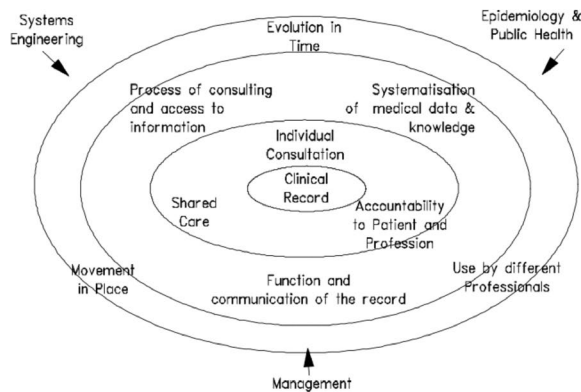 Systems
Engineering
Evolution in
Time
Epidemiology &
Public Health
Process of consulting
and access to
information
Systematisation
of medical data &
knowledge
Individual
Consultation
Clinical
Record
Shared
Care
Accountability
to Patient and
Profession
Movement
in Place
Function and
communication of the record
Use by different
Professionals
Management